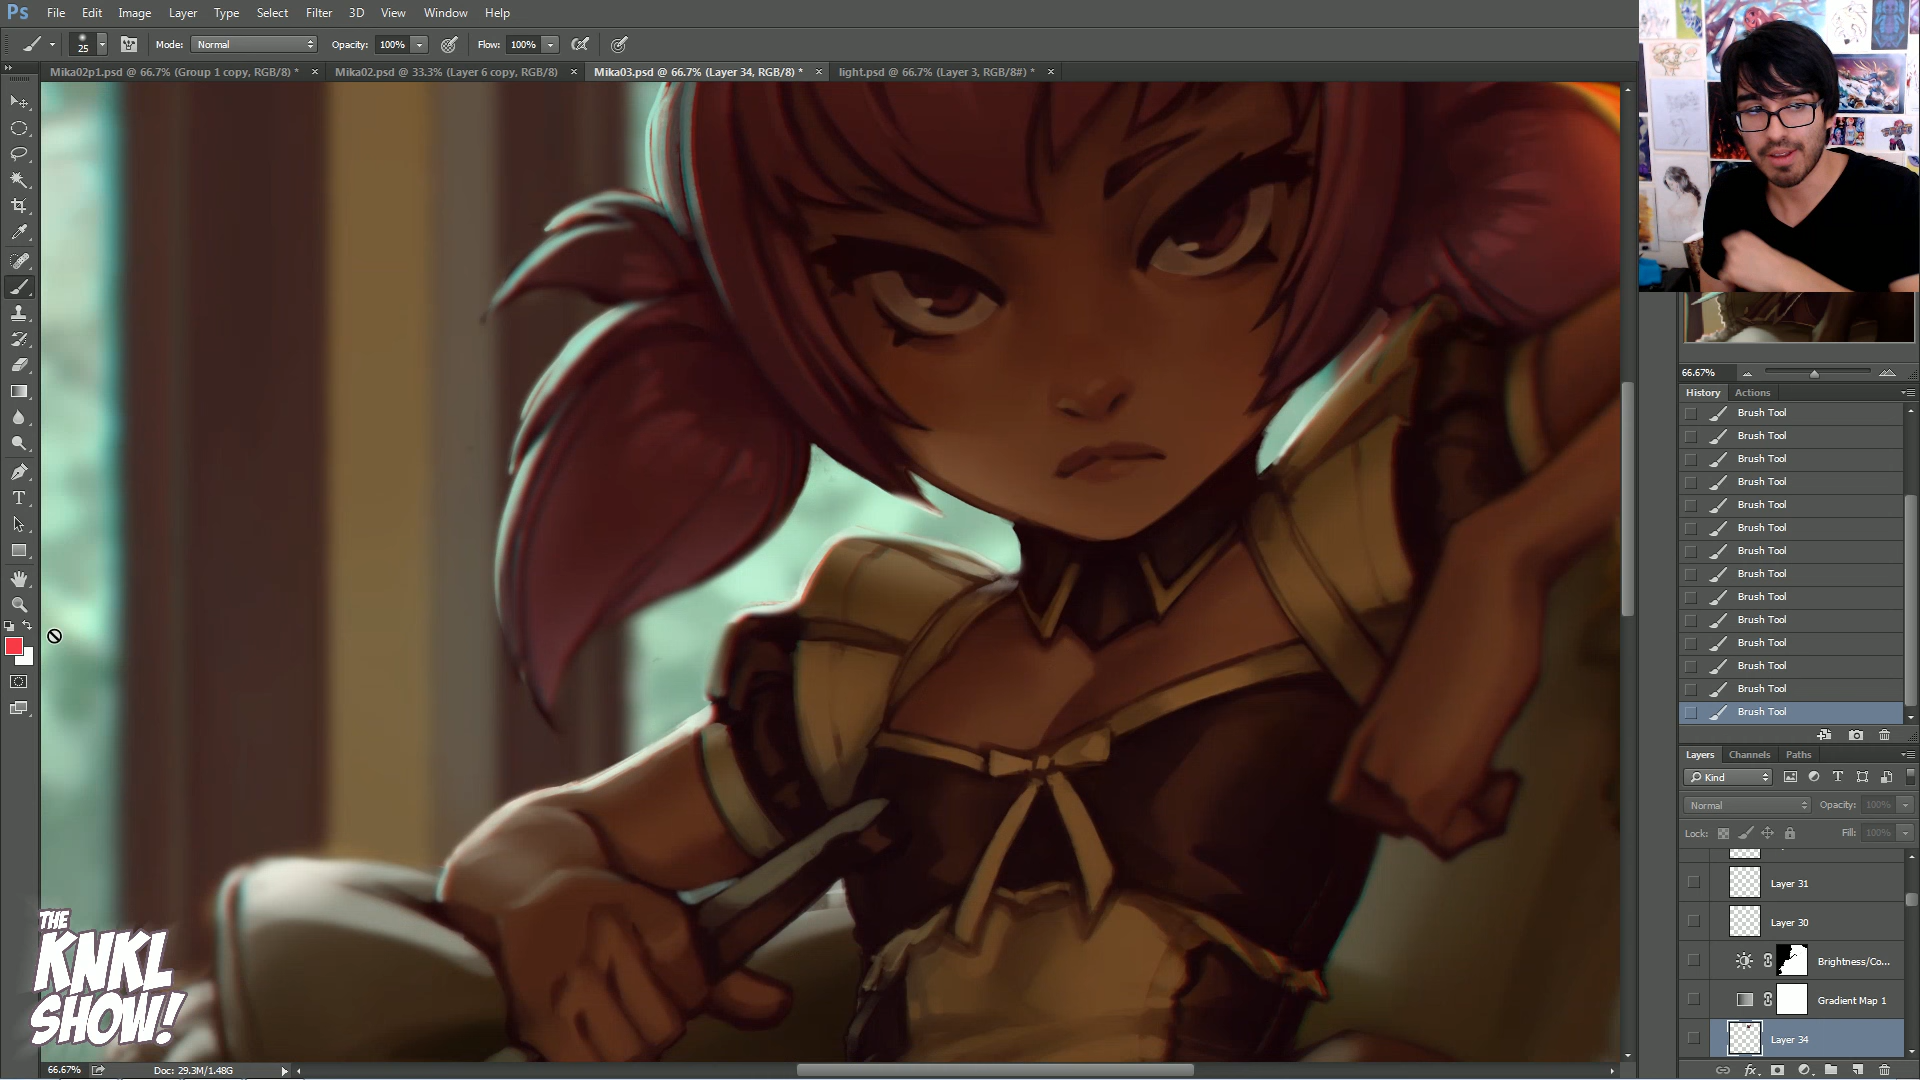 Ps File Edit Image Layer Type Select Filter 3D View Window Help
25 Mode: Normal Opacity: 100% Flow: 100%
Mika02p1.psd @ 66.7% (Group 1 copy, RGB/8) * × Mika02.psd @ 33.3% (Layer 6 copy, RGB/8) × Mika03.psd @ 66.7% (Layer 34, RGB/8) * × light.psd @ 66.7% (Layer 3, RGB/8#) * ×
66.67%
History Actions
Brush Tool
Brush Tool
Brush Tool
Brush Tool
Brush Tool
Brush Tool
Brush Tool
Brush Tool
Brush Tool
Brush Tool
Brush Tool
Brush Tool
Brush Tool
Brush Tool
Layers Channels Paths
Kind
Normal Opacity: 100%
Lock: Fill: 100%
Layer 31
Layer 30
Brightness/Co...
Gradient Map 1
Layer 34
THE
KNKL
SHOW!
66.67% Doc: 29.3M/1.48G